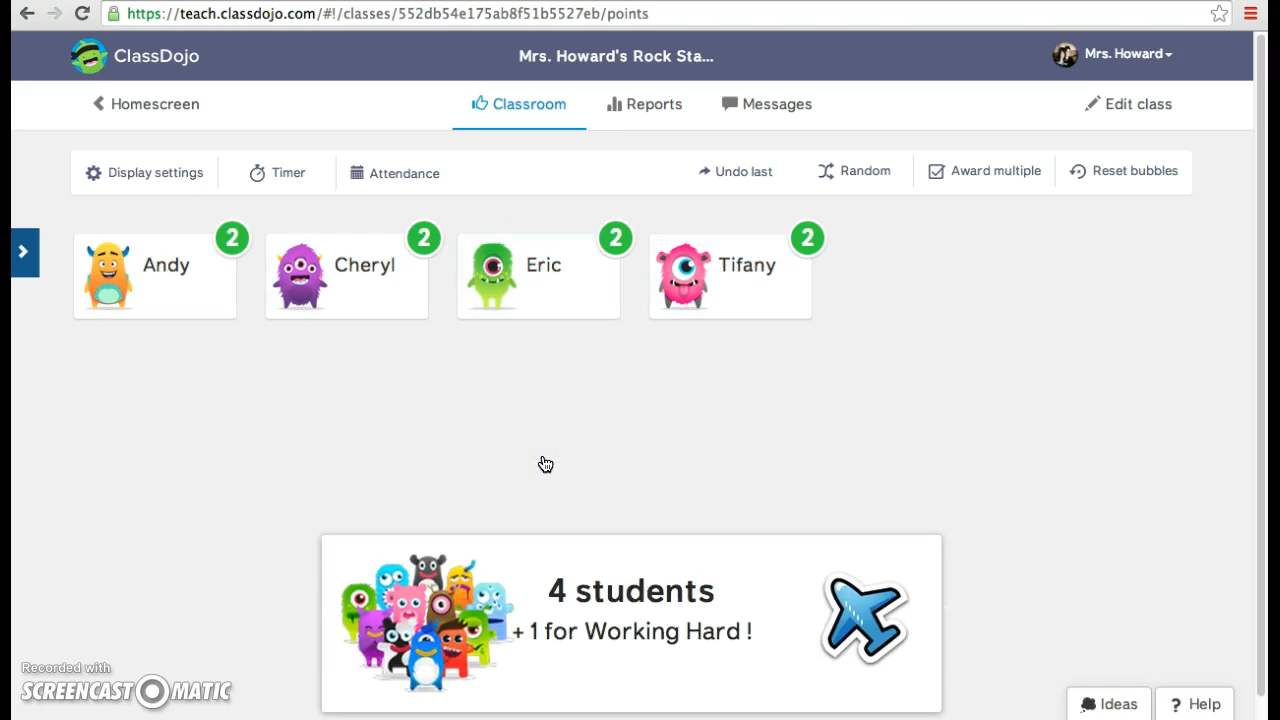 https://teach.classdojo.com/#!/classes/552db54e175ab8f51b5527eb/points
ClassDojo
Mrs. Howard's Rock Sta...
Mrs. Howard
Homescreen
Classroom
Reports
Messages
Edit class
Display settings
Timer
Attendance
Undo last
Random
Award multiple
Reset bubbles
2
Andy
2
Cheryl
2
Eric
2
Tifany
4 students
+ 1 for Working Hard !
Recorded with
SCREENCAST-O-MATIC
Ideas
? Help